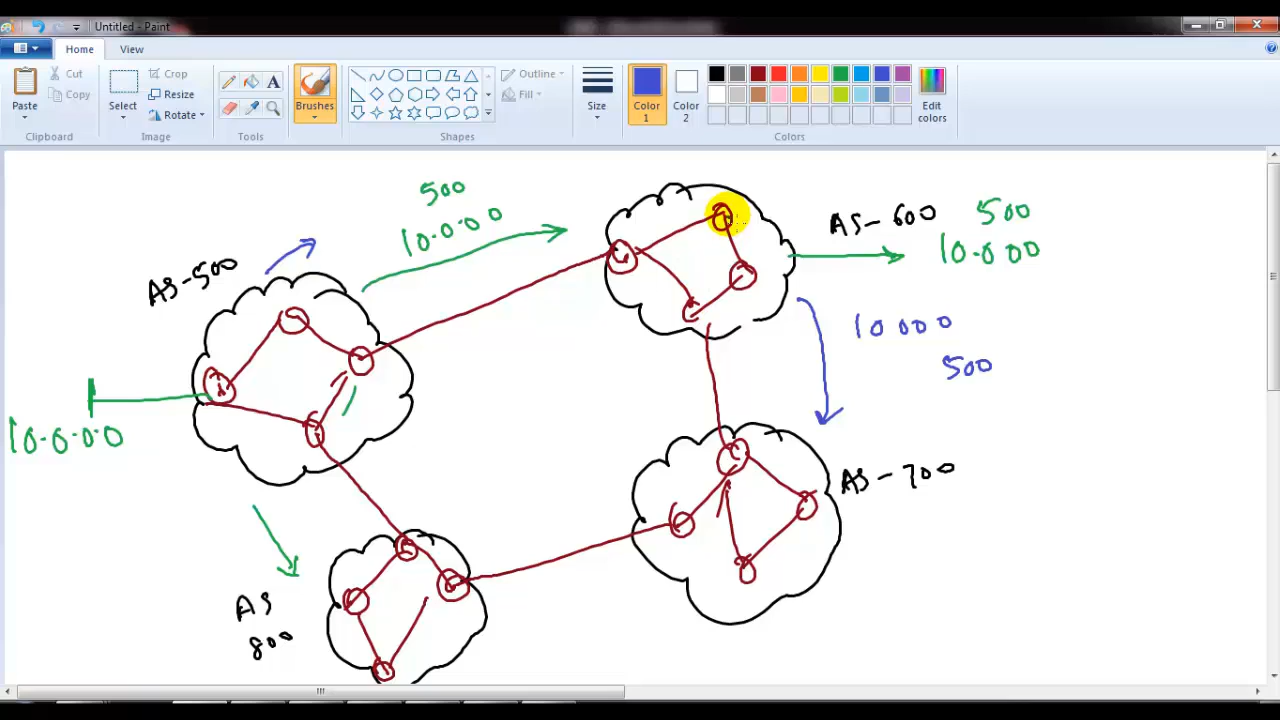 Untitled - Paint
Home
View
Paste
Cut
Copy
Clipboard
Select
Crop
Resize
Rotate
Image
Tools
Brushes
Shapes
Outline
Fill
Size
Color 1
Color 2
Edit colors
Colors
500
10.0.0.0
AS-600
500
10.0.0.0
AS-500
10 0 0 0
500
10.0.0.0
AS-700
AS
800